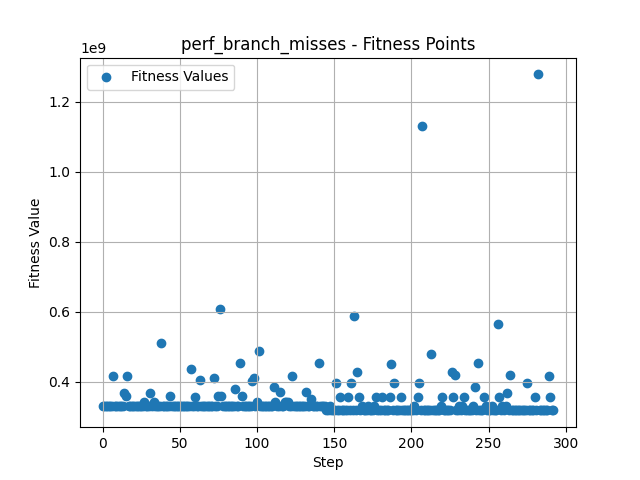 perf_branch_misses - Fitness Points
1e9
Fitness Values
1.2
1.0
0.8
0.6
0.4
Fitness Value
0 50 100 150 200 250 300
Step